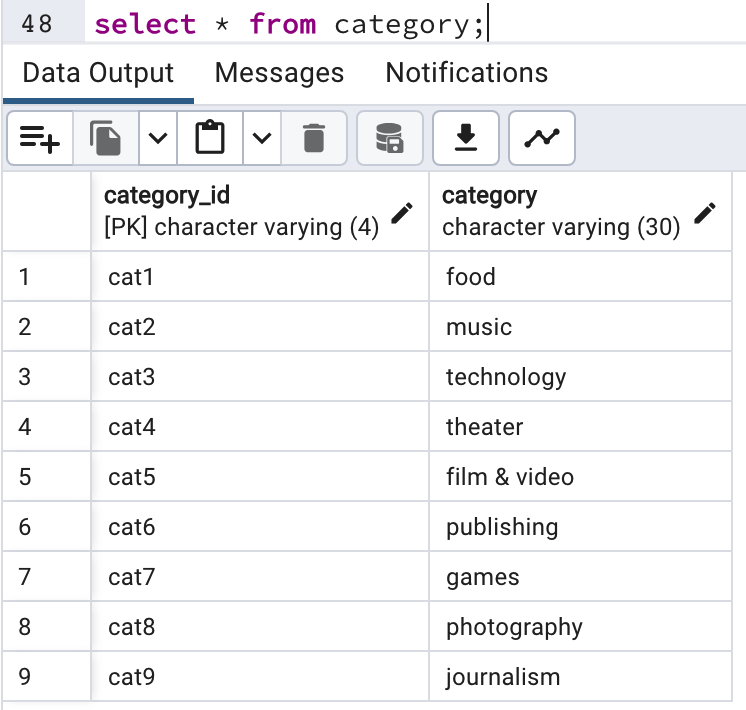 48 select * from category;
Data Output Messages Notifications
category_id category
[PK] character varying (4) character varying (30)
1 cat1 food
2 cat2 music
3 cat3 technology
4 cat4 theater
5 cat5 film & video
6 cat6 publishing
7 cat7 games
8 cat8 photography
9 cat9 journalism